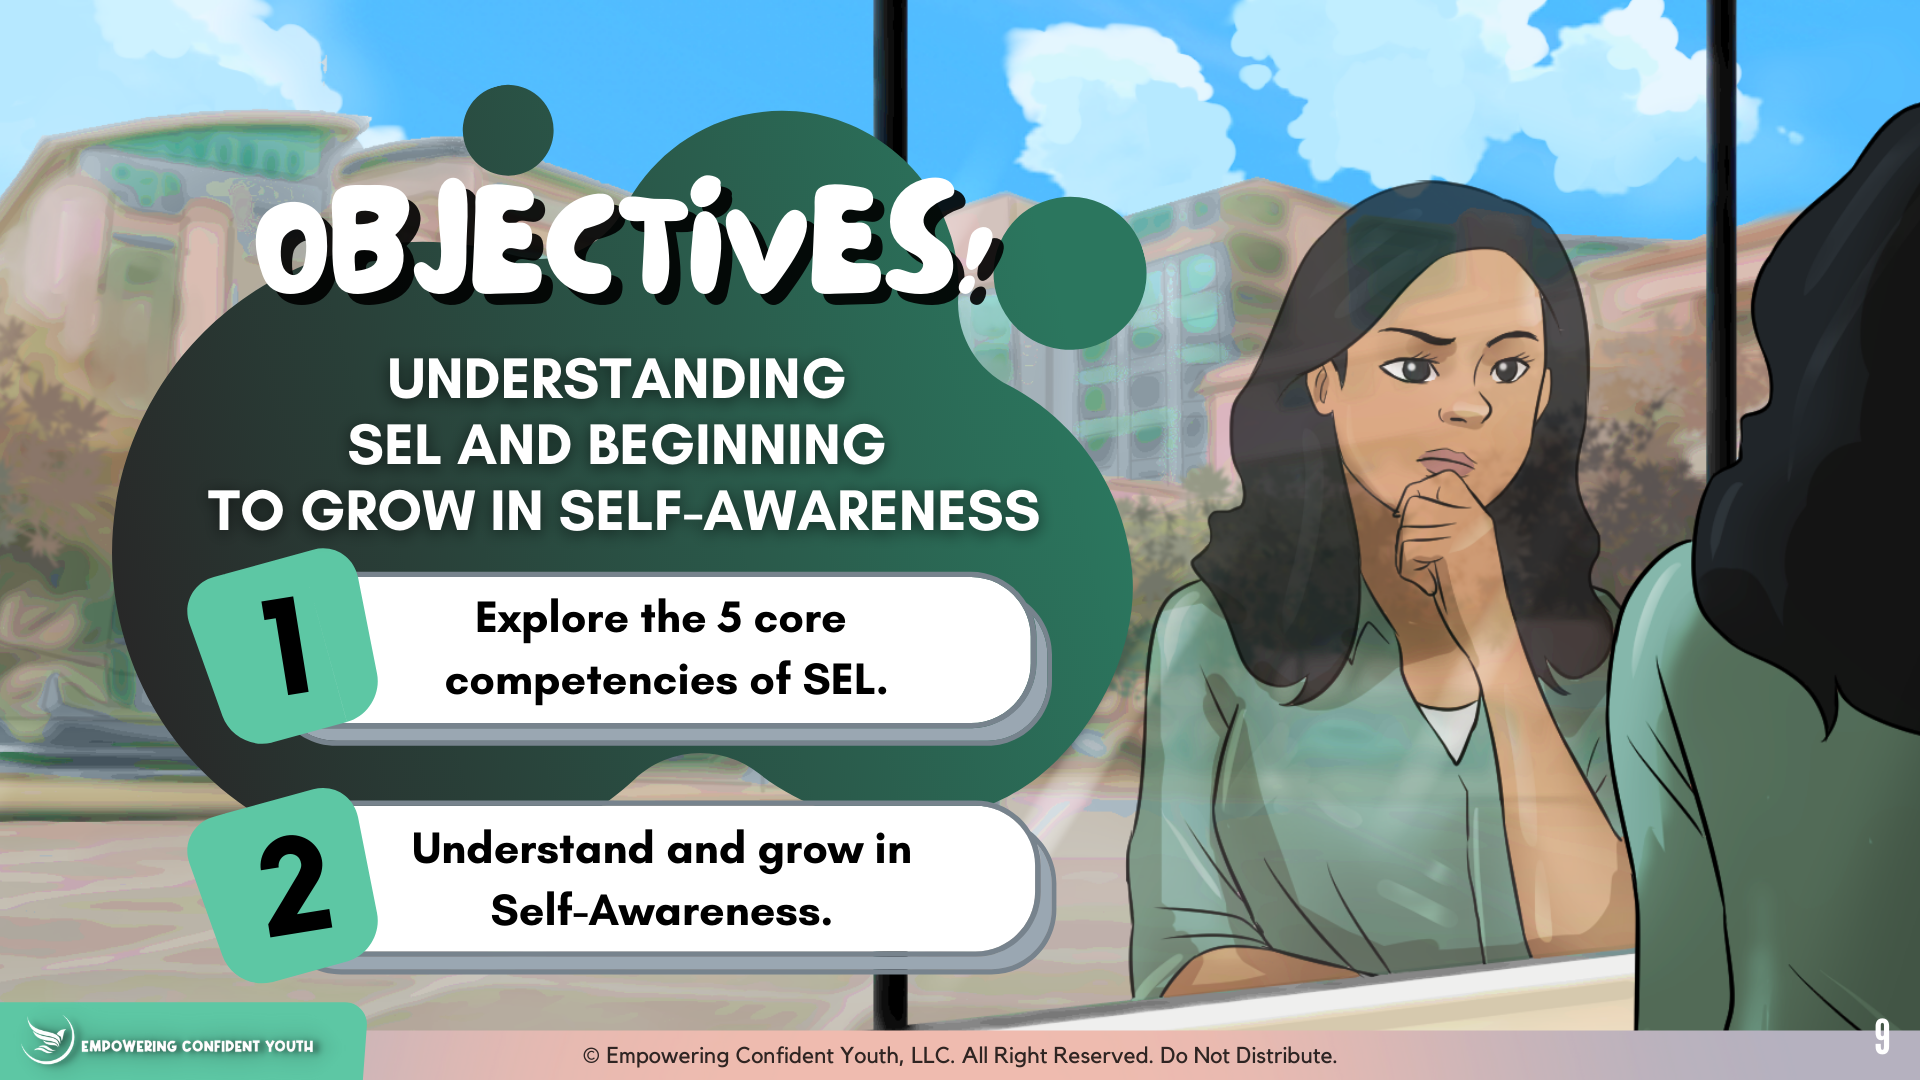 OBJECTIVES!
UNDERSTANDING
SEL AND BEGINNING
TO GROW IN SELF-AWARENESS
1
Explore the 5 core
competencies of SEL.
2
Understand and grow in
Self-Awareness.
EMPOWERING CONFIDENT YOUTH
© Empowering Confident Youth, LLC. All Right Reserved. Do Not Distribute.
9